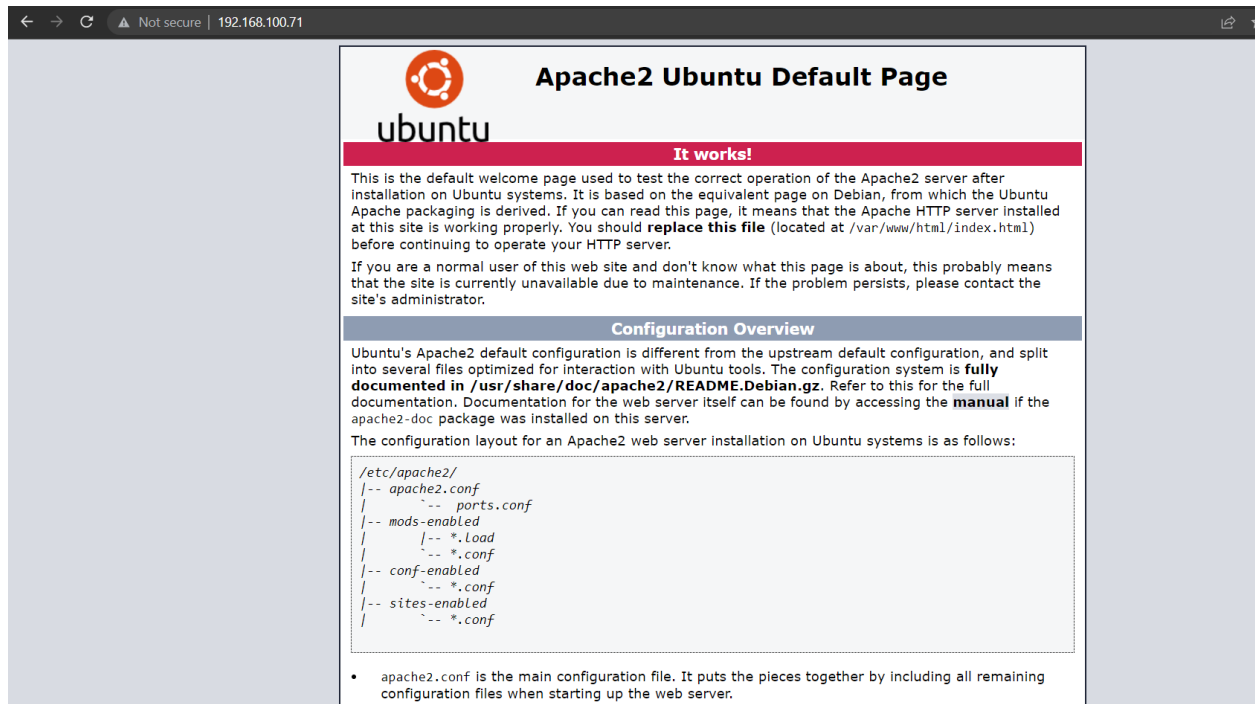 Not secure | 192.168.100.71
ubuntu
Apache2 Ubuntu Default Page
It works!
This is the default welcome page used to test the correct operation of the Apache2 server after
installation on Ubuntu systems. It is based on the equivalent page on Debian, from which the Ubuntu
Apache packaging is derived. If you can read this page, it means that the Apache HTTP server installed
at this site is working properly. You should replace this file (located at /var/www/html/index.html)
before continuing to operate your HTTP server.
If you are a normal user of this web site and don't know what this page is about, this probably means
that the site is currently unavailable due to maintenance. If the problem persists, please contact the
site's administrator.
Configuration Overview
Ubuntu's Apache2 default configuration is different from the upstream default configuration, and split
into several files optimized for interaction with Ubuntu tools. The configuration system is fully
documented in /usr/share/doc/apache2/README.Debian.gz. Refer to this for the full
documentation. Documentation for the web server itself can be found by accessing the manual if the
apache2-doc package was installed on this server.
The configuration layout for an Apache2 web server installation on Ubuntu systems is as follows:
/etc/apache2/
|-- apache2.conf
|       `--  ports.conf
|-- mods-enabled
|       |-- *.load
|       `-- *.conf
|-- conf-enabled
|       `-- *.conf
|-- sites-enabled
|       `-- *.conf
• apache2.conf is the main configuration file. It puts the pieces together by including all remaining
configuration files when starting up the web server.